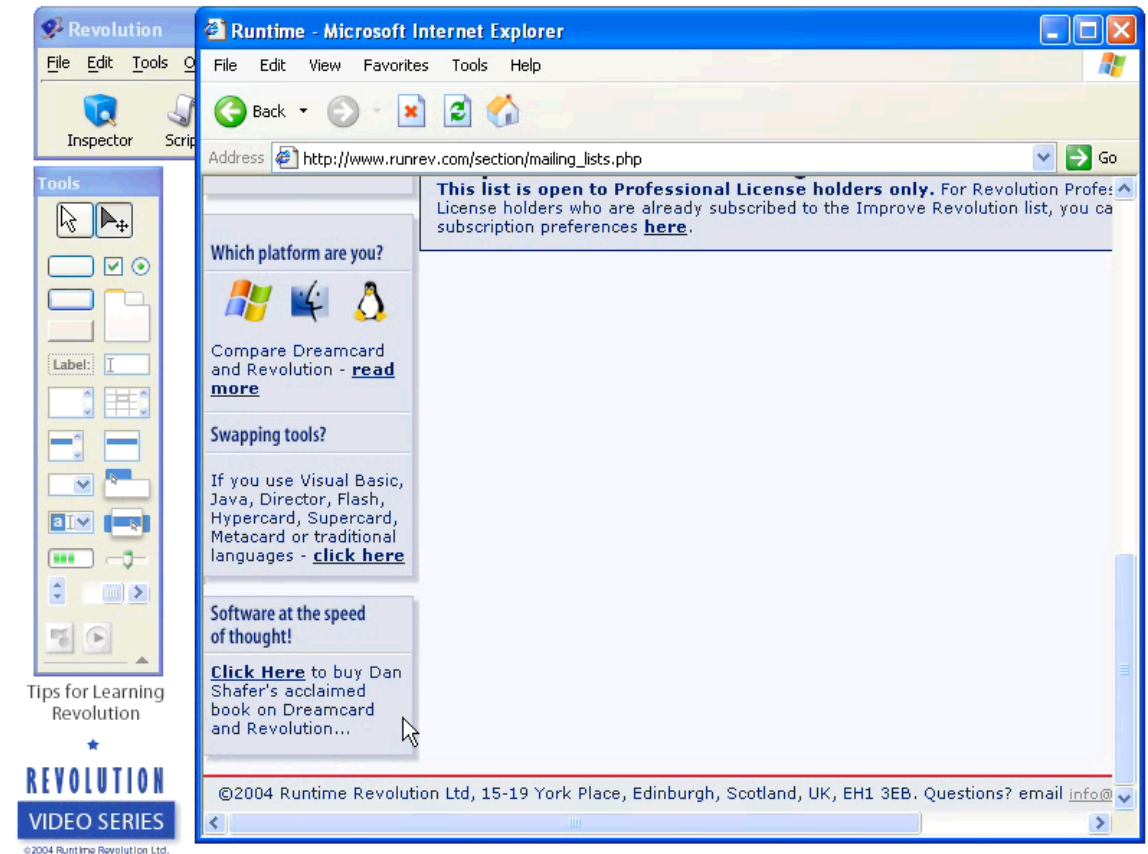 Revolution
File Edit Tools
Inspector
Tools
Label:
Tips for Learning
Revolution
REVOLUTION
VIDEO SERIES
©2004 Runtime Revolution Ltd.
Runtime - Microsoft Internet Explorer
File Edit View Favorites Tools Help
Back
Address http://www.runrev.com/section/mailing_lists.php Go
This list is open to Professional License holders only. For Revolution
License holders who are already subscribed to the Improve Revolution list, you
subscription preferences here.
Which platform are you?
Compare Dreamcard
and Revolution - read
more
Swapping tools?
If you use Visual Basic,
Java, Director, Flash,
Hypercard, Supercard,
Metacard or traditional
languages - click here
Software at the speed
of thought!
Click Here to buy Dan
Shafer's acclaimed
book on Dreamcard
and Revolution...
©2004 Runtime Revolution Ltd, 15-19 York Place, Edinburgh, Scotland, UK, EH1 3EB. Questions? email info@